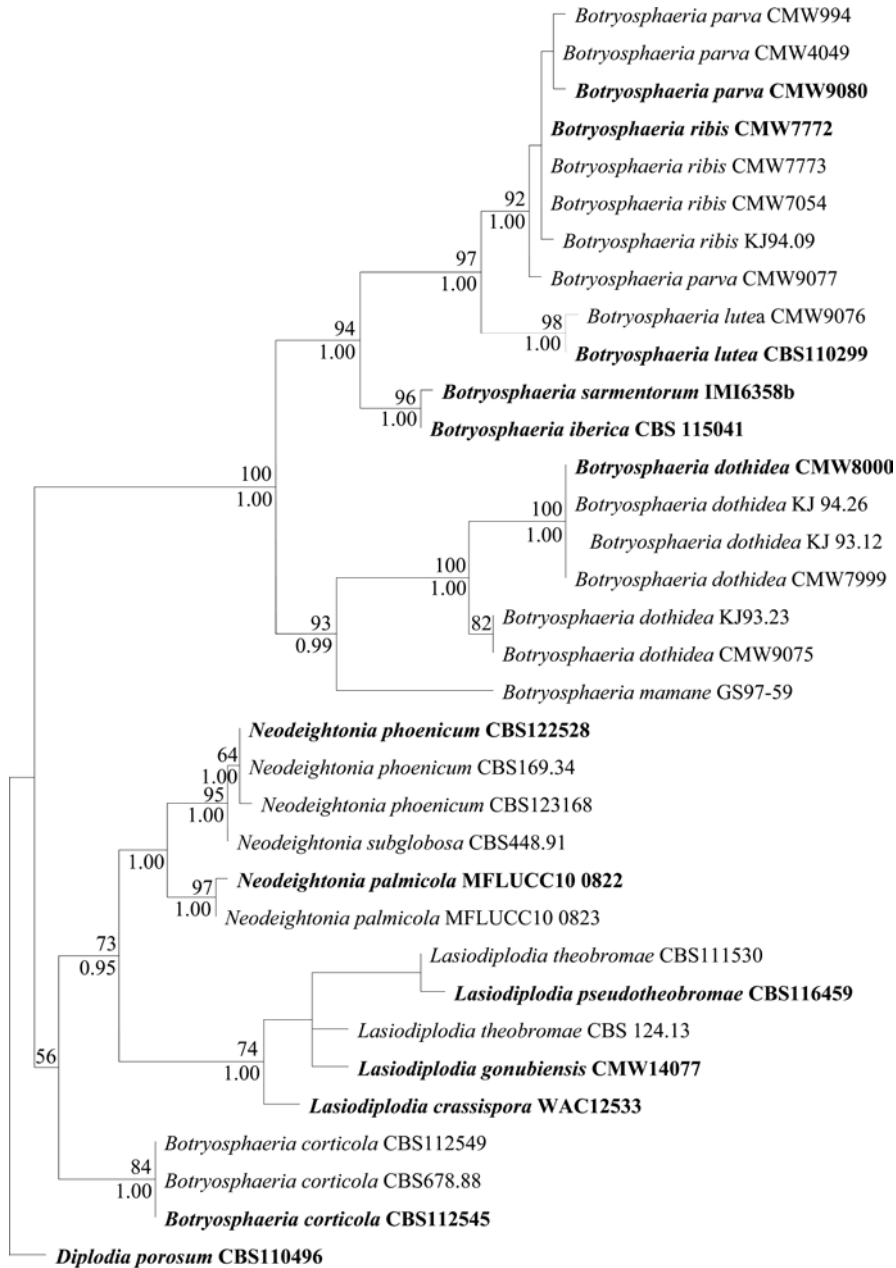 Botryosphaeria parva CMW994
Botryosphaeria parva CMW4049
Botryosphaeria parva CMW9080
Botryosphaeria ribis CMW7772
Botryosphaeria ribis CMW7773
92
Botryosphaeria ribis CMW7054
1.00
Botryosphaeria ribis KJ94.09
97
Botryosphaeria parva CMW9077
1.00
98
Botryosphaeria lutea CMW9076
94
1.00
Botryosphaeria lutea CBS110299
1.00
96
Botryosphaeria sarmentorum IMI6358b
1.00
Botryosphaeria iberica CBS 115041
100
Botryosphaeria dothidea CMW8000
1.00
100
Botryosphaeria dothidea KJ 94.26
1.00
Botryosphaeria dothidea KJ 93.12
100
Botryosphaeria dothidea CMW7999
1.00
93
82
Botryosphaeria dothidea KJ93.23
0.99
Botryosphaeria dothidea CMW9075
Botryosphaeria mamane GS97-59
Neodeightonia phoenicum CBS122528
64
1.00
Neodeightonia phoenicum CBS169.34
95
1.00
Neodeightonia phoenicum CBS123168
Neodeightonia subglobosa CBS448.91
1.00
97
Neodeightonia palmicola MFLUCC10 0822
1.00
Neodeightonia palmicola MFLUCC10 0823
73
0.95
Lasiodiplodia theobromae CBS111530
Lasiodiplodia pseudotheobromae CBS116459
Lasiodiplodia theobromae CBS 124.13
56
74
1.00
Lasiodiplodia gonubiensis CMW14077
Lasiodiplodia crassispora WAC12533
Botryosphaeria corticola CBS112549
84
1.00
Botryosphaeria corticola CBS678.88
Botryosphaeria corticola CBS112545
Diplodia porosum CBS110496